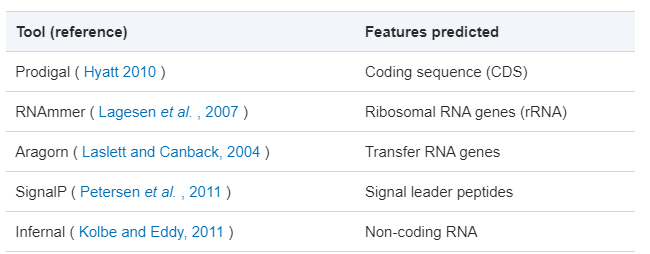 Tool (reference) Features predicted
Prodigal ( Hyatt 2010 ) Coding sequence (CDS)
RNAmmer ( Lagesen et al. , 2007 ) Ribosomal RNA genes (rRNA)
Aragorn ( Laslett and Canback, 2004 ) Transfer RNA genes
SignalP ( Petersen et al. , 2011 ) Signal leader peptides
Infernal ( Kolbe and Eddy, 2011 ) Non-coding RNA